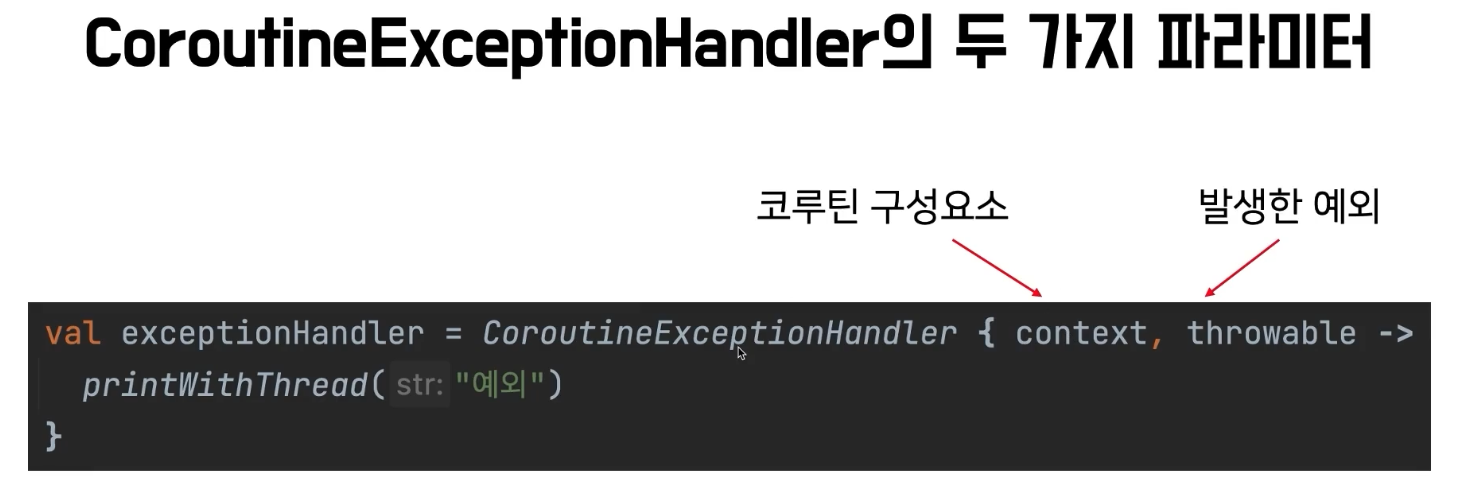 CoroutineExceptionHandler의 두 가지 파라미터
코루틴 구성요소 발생한 예외
val exceptionHandler = CoroutineExceptionHandler { context, throwable ->
printWithThread( str: "예외")
}